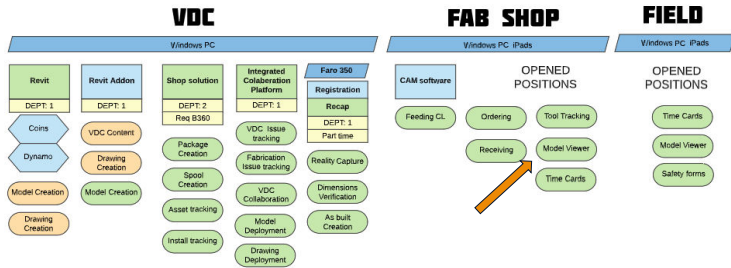 VDC
FAB SHOP
FIELD
Windows PC
Windows PC iPads
Windows PC iPads
Revit
DEPT: 1
Coins
Dynamo
Model Creation
Drawing
Creation
Revit Addon
DEPT: 1
VDC Content
Drawing
Creation
Model Creation
Shop solution
DEPT: 2
Req B360
Package
Creation
Spool
Creation
Asset tracking
Install tracking
Integrated
Colaberation
Platform
DEPT: 1
VDC Issue
tracking
Fabrication
Issue tracking
VDC
Collaboration
Model
Deployment
Drawing
Deployment
Faro 350
Registration
Recap
DEPT: 1
Part time
Reality Capture
Dimensions
Verification
As built
Creation
CAM software
Feeding CL
OPENED
POSITIONS
Ordering
Receiving
Tool Tracking
Model Viewer
Time Cards
OPENED
POSITIONS
Time Cards
Model Viewer
Safety forms